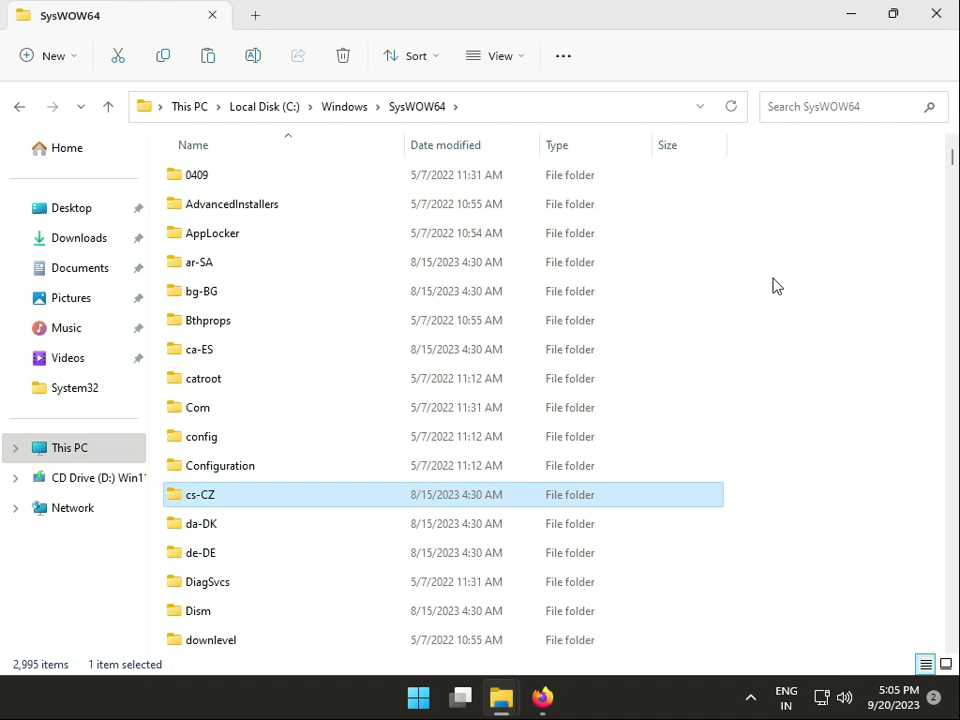 SysWOW64
New
Sort
View
This PC
Local Disk (C:)
Windows
SysWOW64
Search SysWOW64
Home
Desktop
Downloads
Documents
Pictures
Music
Videos
System32
This PC
CD Drive (D:) Win1
Network
Name Date modified Type Size
0409 5/7/2022 11:31 AM File folder
AdvancedInstallers 5/7/2022 10:55 AM File folder
AppLocker 5/7/2022 10:54 AM File folder
ar-SA 8/15/2023 4:30 AM File folder
bg-BG 8/15/2023 4:30 AM File folder
Bthprops 5/7/2022 10:55 AM File folder
ca-ES 8/15/2023 4:30 AM File folder
catroot 5/7/2022 11:12 AM File folder
Com 5/7/2022 11:31 AM File folder
config 5/7/2022 11:12 AM File folder
Configuration 5/7/2022 11:12 AM File folder
cs-CZ 8/15/2023 4:30 AM File folder
da-DK 8/15/2023 4:30 AM File folder
de-DE 8/15/2023 4:30 AM File folder
DiagSvcs 5/7/2022 11:31 AM File folder
Dism 8/15/2023 4:30 AM File folder
downlevel 5/7/2022 10:55 AM File folder
2,995 items 1 item selected
ENG
IN
5:05 PM
9/20/2023
2